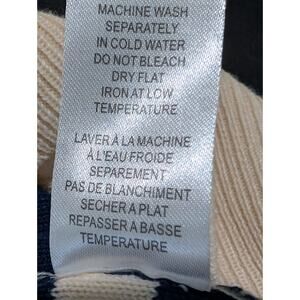 MACHINE WASH
SEPARATELY
IN COLD WATER
DO NOT BLEACH
DRY FLAT
IRON AT LOW
TEMPERATURE
LAVER À LA MACHINE
À L'EAU FROIDE
SEPAREMENT
PAS DE BLANCHIMENT
SECHER A PLAT
REPASSER A BASSE
TEMPERATURE